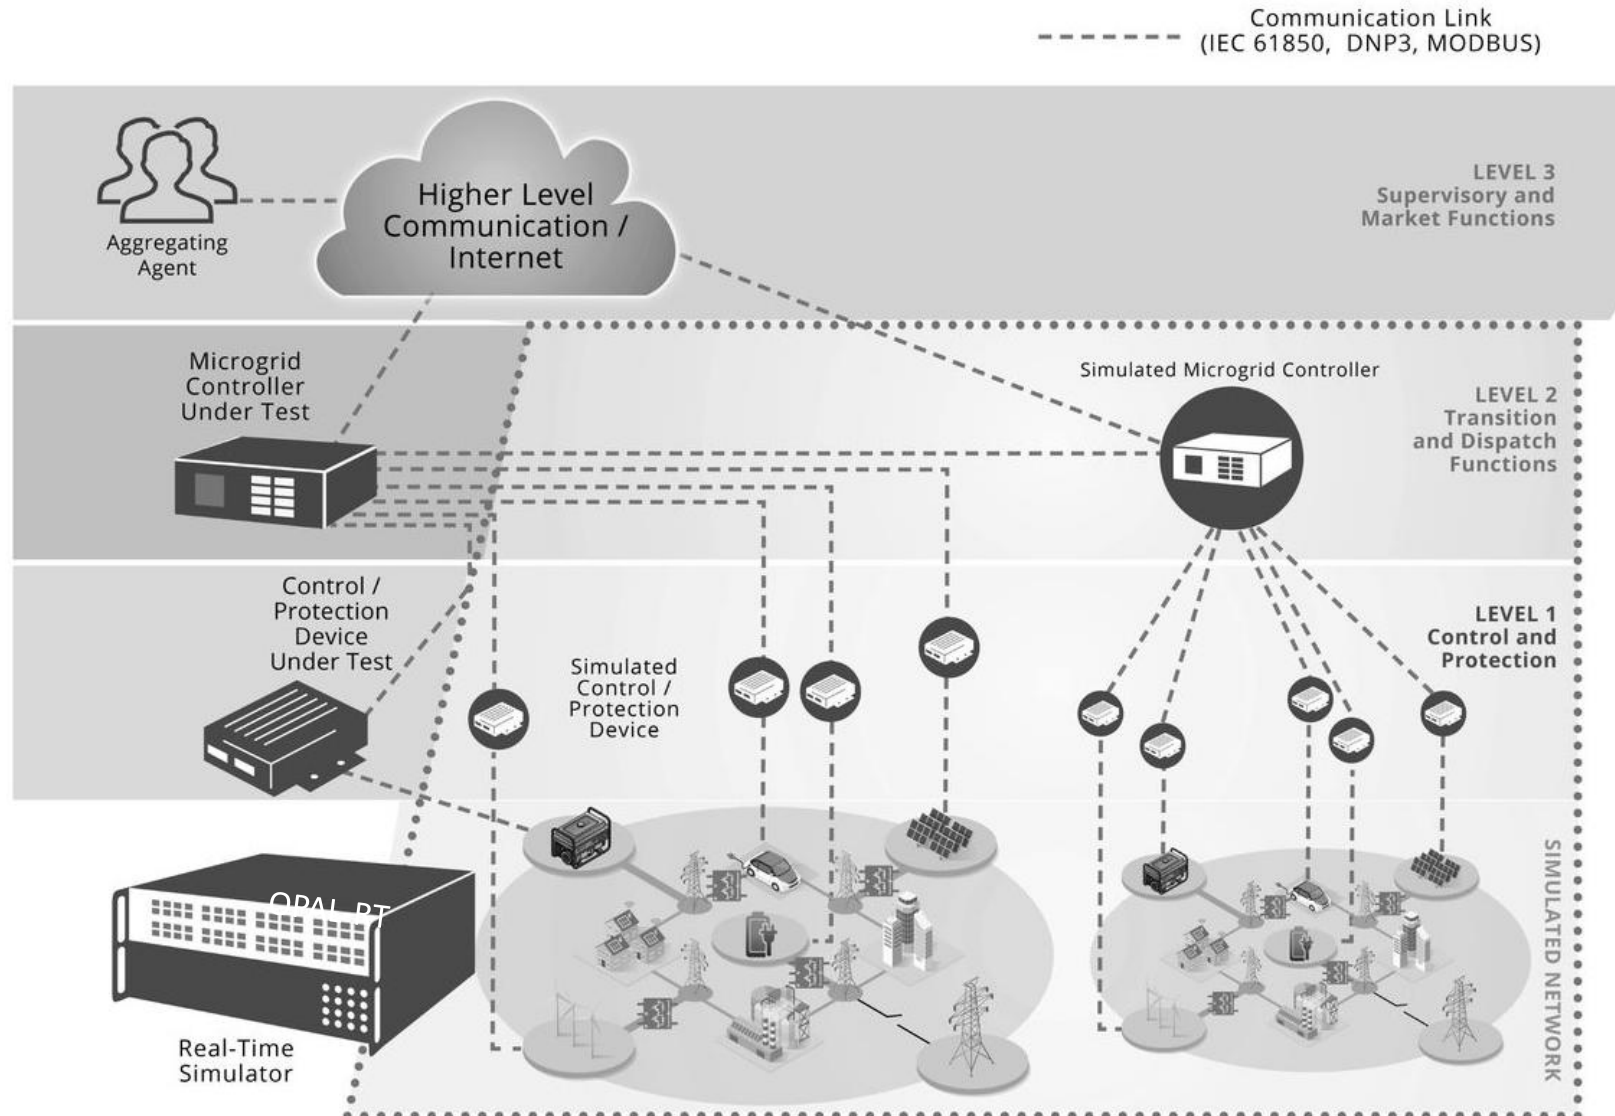 Communication Link
(IEC 61850, DNP3, MODBUS)
LEVEL 3
Supervisory and
Market Functions
Higher Level
Communication /
Internet
Aggregating
Agent
Microgrid
Controller
Under Test
Simulated Microgrid Controller
LEVEL 2
Transition
and Dispatch
Functions
Control /
Protection
Device
Under Test
Simulated
Control /
Protection
Device
LEVEL 1
Control and
Protection
OPAL-RT
Real-Time
Simulator
SIMULATED NETWORK